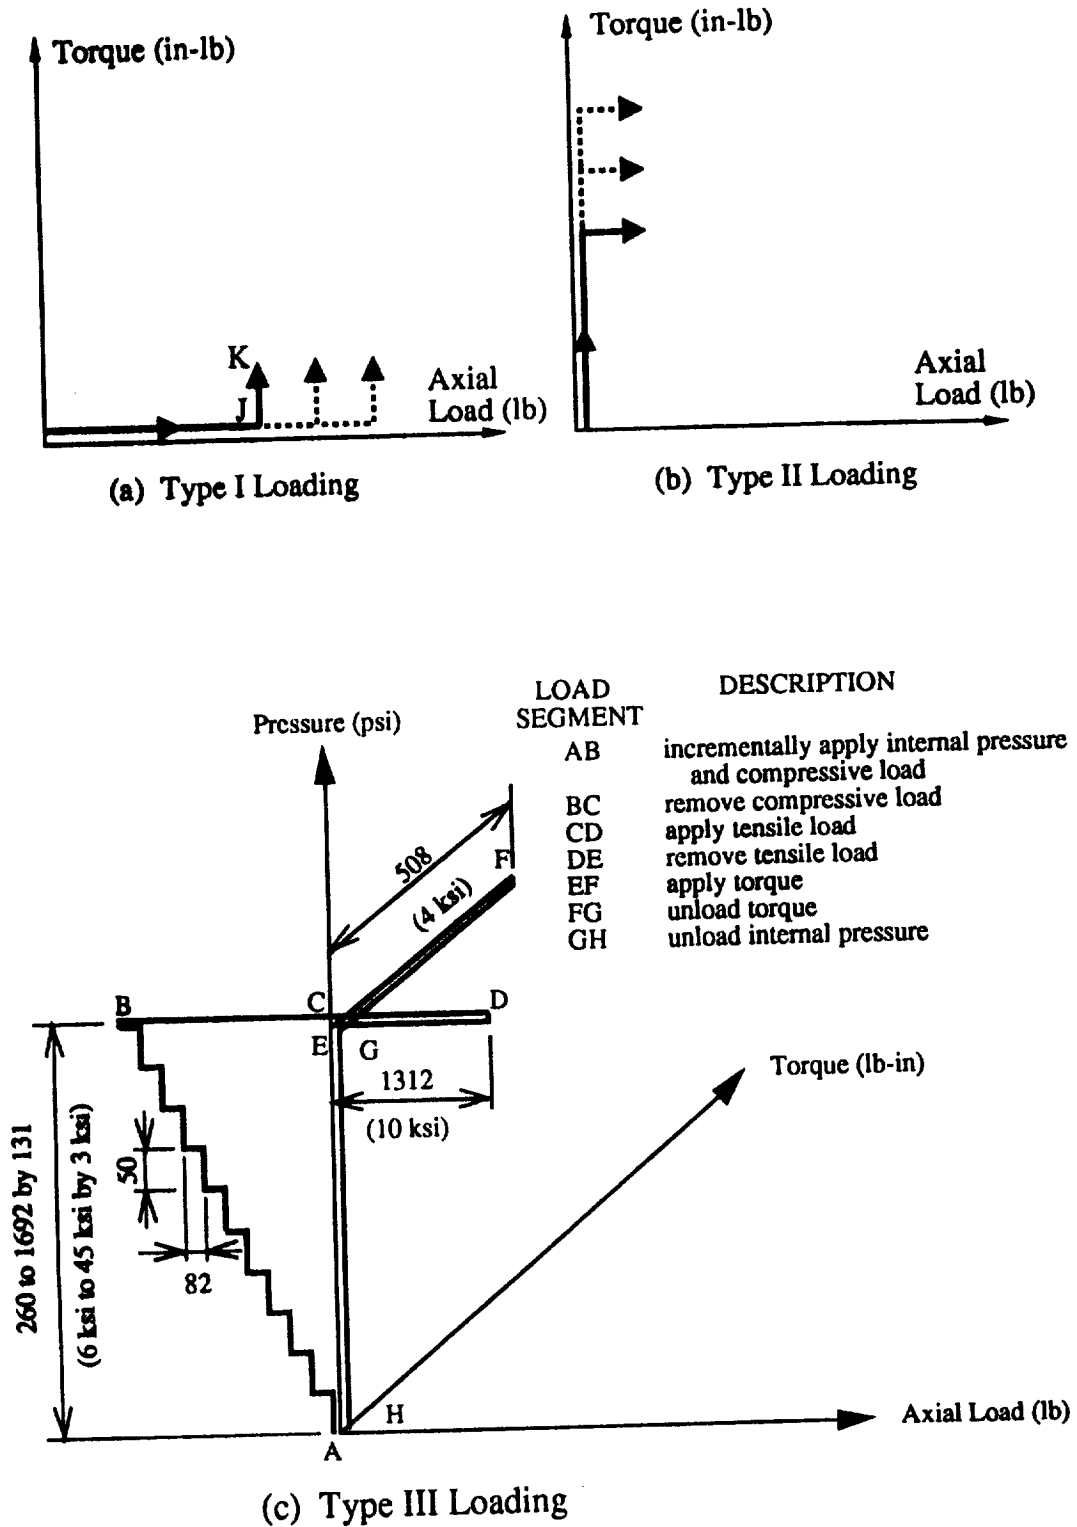 Torque (in-lb)
K
J
Axial
Load (lb)
(a) Type I Loading
Torque (in-lb)
Axial
Load (lb)
(b) Type II Loading
LOAD
SEGMENT
DESCRIPTION
AB incrementally apply internal pressure
and compressive load
BC remove compressive load
CD apply tensile load
DE remove tensile load
EF apply torque
FG unload torque
GH unload internal pressure
Pressure (psi)
508
(4 ksi)
F
B
C
D
E
G
1312
(10 ksi)
Torque (lb-in)
260 to 1692 by 131
(6 ksi to 45 ksi by 3 ksi)
50
82
H
A
Axial Load (lb)
(c) Type III Loading